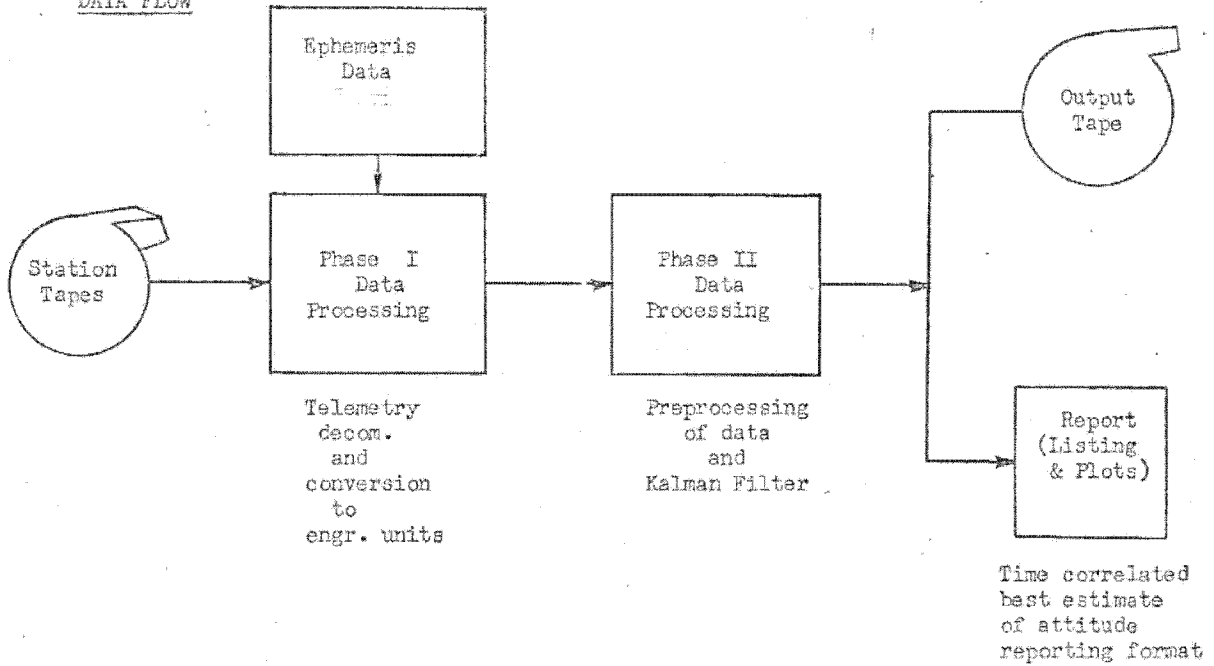 DATA FLOW
Ephemeris
Data
Output
Tape
Station
Tapes
Phase I
Data
Processing
Phase II
Data
Processing
Telemetry
decom.
and
conversion
to
engr. units
Preprocessing
of data
and
Kalman Filter
Report
(Listing
& Plots)
Time correlated
best estimate
of attitude
reporting format